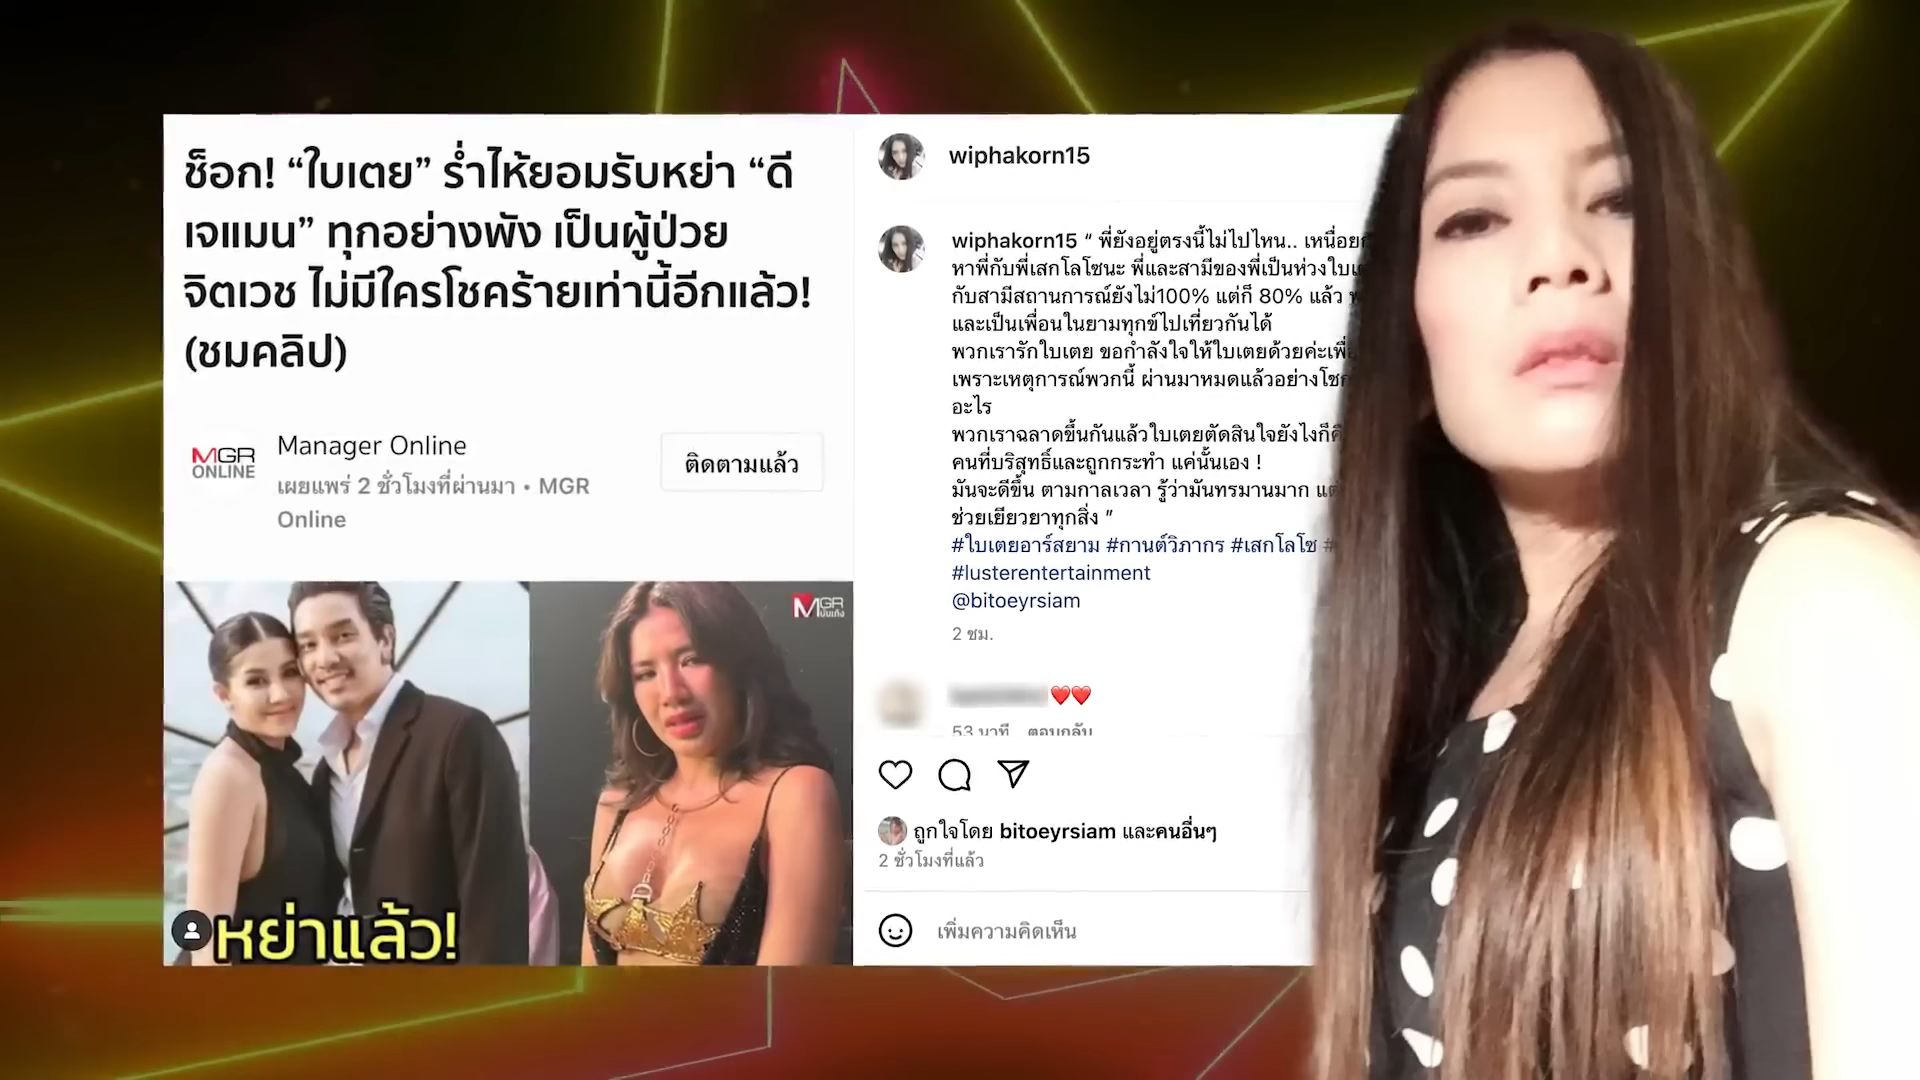 ช็อก! “ใบเตย” ร่ำไห้ยอมรับหย่า “ดี
เจแมน” ทุกอย่างพัง เป็นผู้ป่วย
จิตเวช ไม่มีใครโชคร้ายเท่านี้อีกแล้ว!
(ชมคลิป)
MGR
ONLINE
Manager Online
เผยแพร่ 2 ชั่วโมงที่ผ่านมา • MGR
Online
ติดตามแล้ว
MGR
บันเทิง
หย่าแล้ว!
wiphakorn15
wiphakorn15 “ พี่ยังอยู่ตรงนี้ไม่ไปไหน..
หาพี่กับพี่เสกโลโซนะ พี่และสามีของพี่เป็นห่วง
กับสามีสถานการณ์ยังไม่100% แต่ก็ 80% แล้ว
และเป็นเพื่อนในยามทุกข์ไปเที่ยวกันได้
พวกเรารักใบเตย ขอกำลังใจให้ใบเตยด้วยค่ะ
เพราะเหตุการณ์พวกนี้ ผ่านมาหมดแล้วอย่าง
อะไร
พวกเราฉลาดขึ้นกันแล้วใบเตยตัดสินใจยังไงก็
คนที่บริสุทธิ์และถูกกระทำ แค่นั้นเอง !
มันจะดีขึ้น ตามกาลเวลา รู้ว่ามันทรมานมาก
ช่วยเยียวยาทุกสิ่ง ”
#ใบเตยอาร์สยาม #กานต์วิภากร #เสกโลโซ #
#lusterentertainment
@bitoeyrsiam
2 ชม.
53 นาที ตอบกลับ
ถูกใจโดย bitoeyrsiam และคนอื่นๆ
2 ชั่วโมงที่แล้ว
เพิ่มความคิดเห็น